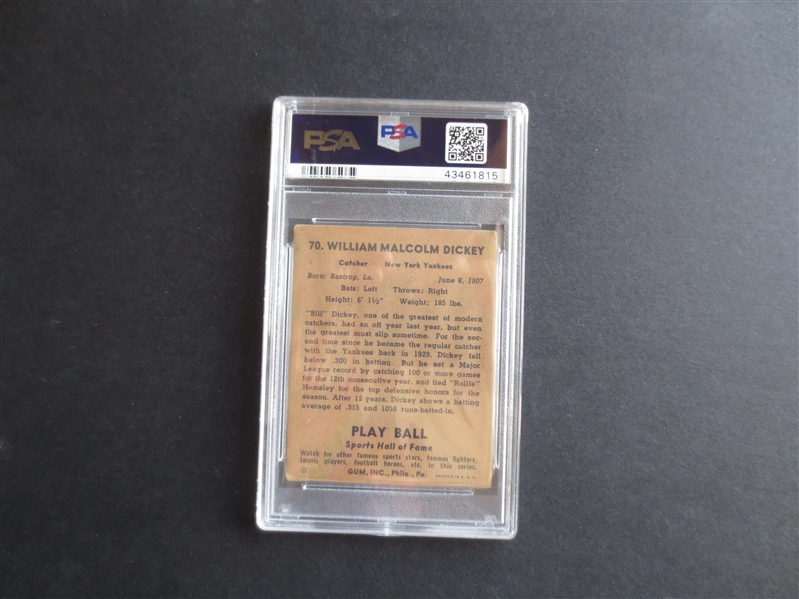 PSA
PSA
43461815
70. WILLIAM MALCOLM DICKEY
Catcher New York Yankees
Born: Bastrop, La. June 6, 1907
Bats: Left Throws: Right
Height: 6' 1½" Weight: 185 lbs.
"Bill" Dickey, one of the greatest of modern
catchers, had an off year last year, but even
the greatest must slip sometime. For the sec-
ond time since he became the regular catcher
with the Yankees back in 1929, Dickey fell
below .300 in batting. But he set a Major
League record by catching 100 or more games
for the 12th consecutive year, and tied "Rollie"
Hemsley for the top defensive honors for the
season. After 12 years, Dickey shows a batting
average of .315 and 1058 runs-batted-in.
PLAY BALL
Sports Hall of Fame
Watch for other famous sports stars, famous fighters,
tennis players, football heroes, etc. in this series.
GUM, INC., Phila., Pa. PRINTED IN U. S. A.